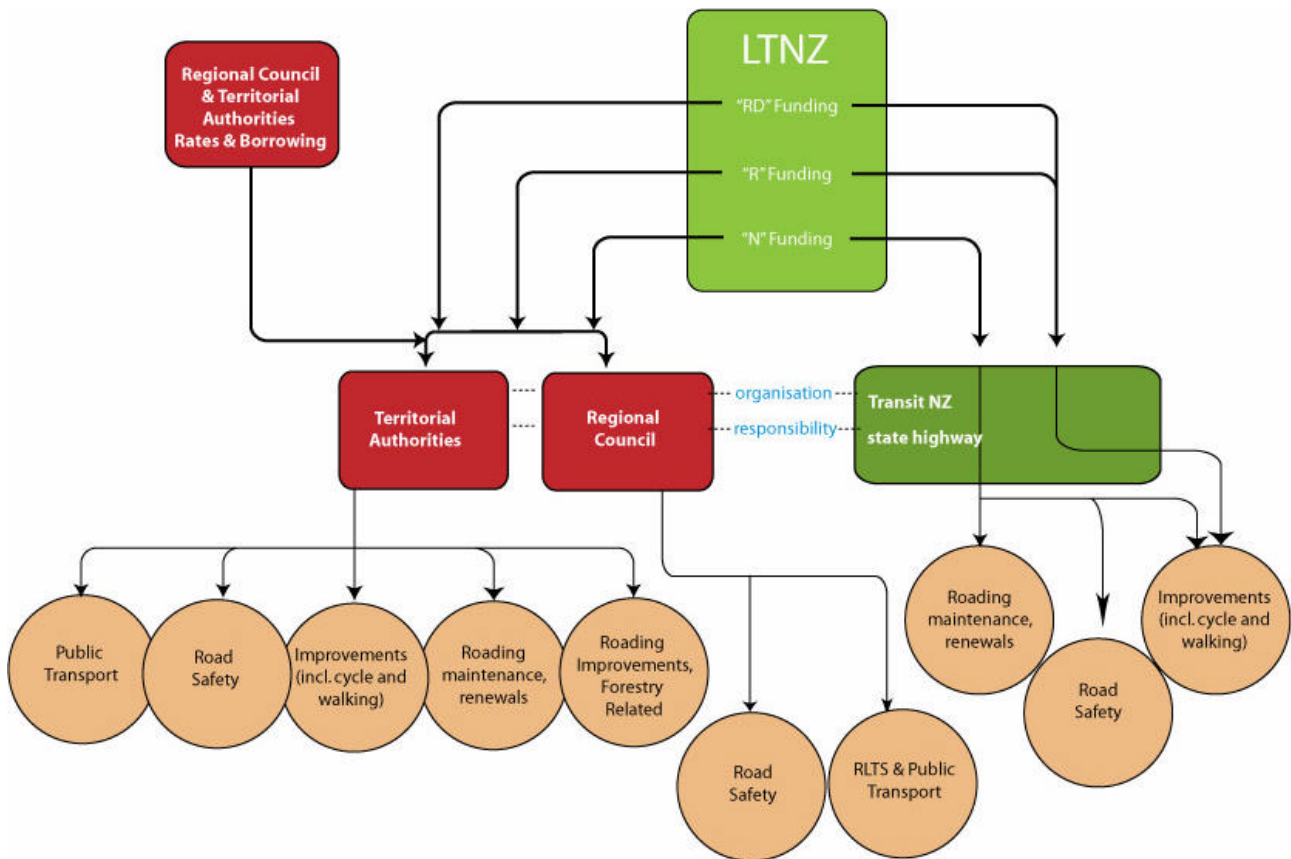 LTNZ
Regional Council
& Territorial
Authorities
Rates & Borrowing
"RD" Funding
"R" Funding
"N" Funding
Territorial
Authorities
Regional
Council
organisation
responsibility
Transit NZ
state highway
Public
Transport
Road
Safety
Improvements
(incl. cycle and
walking)
Roading
maintenance,
renewals
Roading
Improvements,
Forestry
Related
Road
Safety
RLTS & Public
Transport
Roading
maintenance,
renewals
Road
Safety
Improvements
(incl. cycle and
walking)